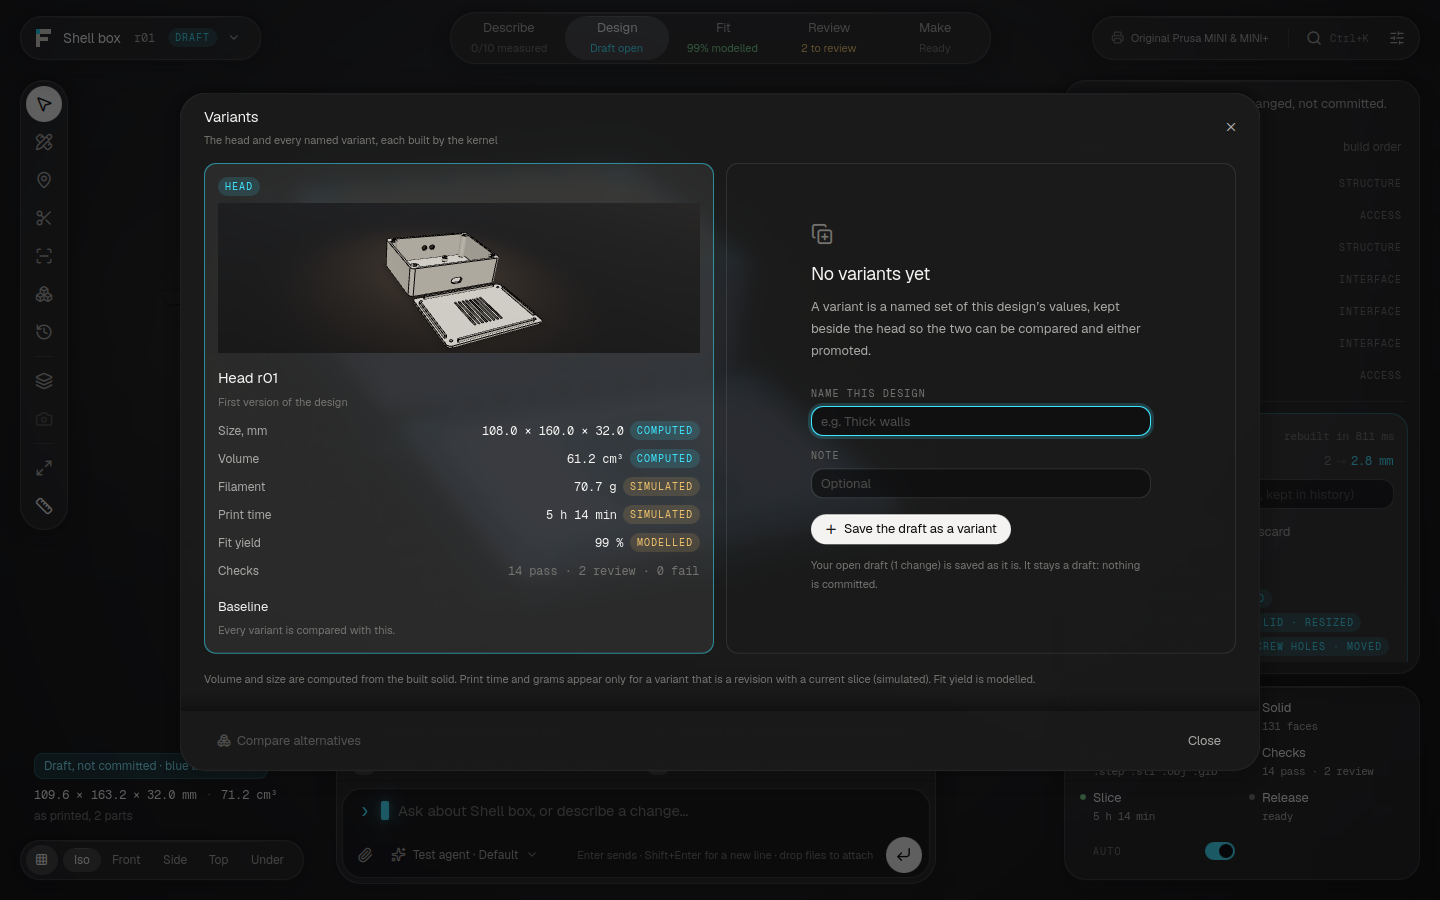 Shell box r01 DRAFT
Describe
0/10 measured
Design
Draft open
Fit
99% modelled
Review
2 to review
Make
Ready
Original Prusa MINI & MINI+
Ctrl+K
Variants
The head and every named variant, each built by the kernel
HEAD
Head r01
First version of the design
Size, mm 108.0 × 160.0 × 32.0 COMPUTED
Volume 61.2 cm³ COMPUTED
Filament 70.7 g SIMULATED
Print time 5 h 14 min SIMULATED
Fit yield 99 % MODELLED
Checks 14 pass · 2 review · 0 fail
Baseline
Every variant is compared with this.
No variants yet
A variant is a named set of this design's values, kept
beside the head so the two can be compared and either
promoted.
NAME THIS DESIGN
e.g. Thick walls
NOTE
Optional
Save the draft as a variant
Your open draft (1 change) is saved as it is. It stays a draft: nothing
is committed.
Volume and size are computed from the built solid. Print time and grams appear only for a variant that is a revision with a current slice (simulated). Fit yield is modelled.
Compare alternatives
Close
anged, not committed.
build order
STRUCTURE
ACCESS
STRUCTURE
INTERFACE
INTERFACE
INTERFACE
ACCESS
rebuilt in 811 ms
2 → 2.8 mm
, kept in history)
scard
LID · RESIZED
CREW HOLES · MOVED
Solid
131 faces
Checks
.step .stl .obj .glb
14 pass · 2 review
Slice
5 h 14 min
Release
ready
AUTO
Draft, not committed · blue
109.6 × 163.2 × 32.0 mm · 71.2 cm³
as printed, 2 parts
Iso Front Side Top Under
Ask about Shell box, or describe a change...
Test agent · Default
Enter sends · Shift+Enter for a new line · drop files to attach